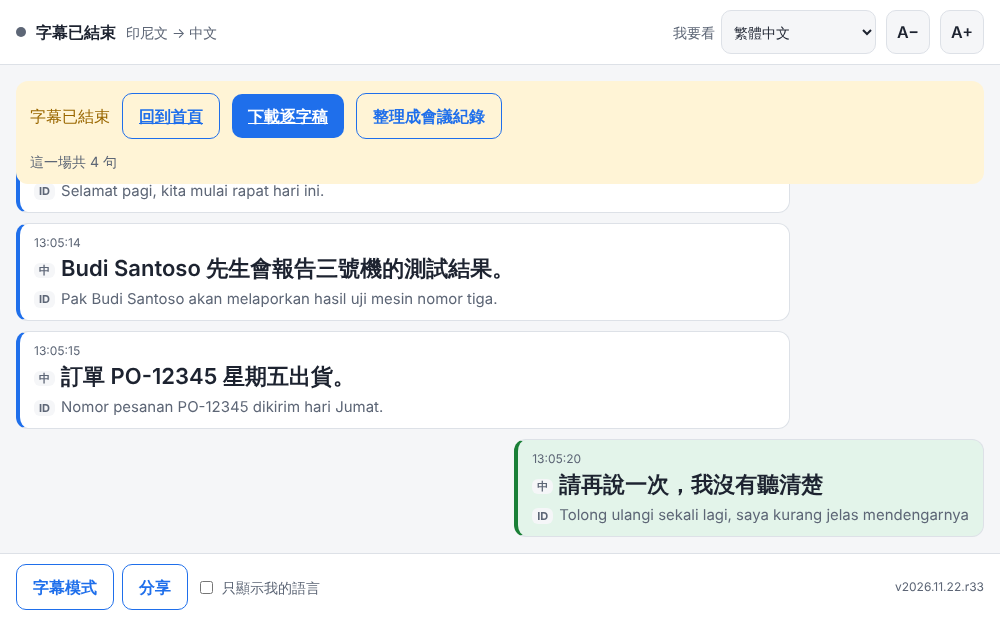 字幕已結束 印尼文 → 中文 我要看 繁體中文 A− A+
字幕已結束 回到首頁 下載逐字稿 整理成會議紀錄
這一場共 4 句
ID Selamat pagi, kita mulai rapat hari ini.
13:05:14
中 Budi Santoso 先生會報告三號機的測試結果。
ID Pak Budi Santoso akan melaporkan hasil uji mesin nomor tiga.
13:05:15
中 訂單 PO-12345 星期五出貨。
ID Nomor pesanan PO-12345 dikirim hari Jumat.
13:05:20
中 請再說一次，我沒有聽清楚
ID Tolong ulangi sekali lagi, saya kurang jelas mendengarnya
字幕模式 分享 只顯示我的語言 v2026.11.22.r33